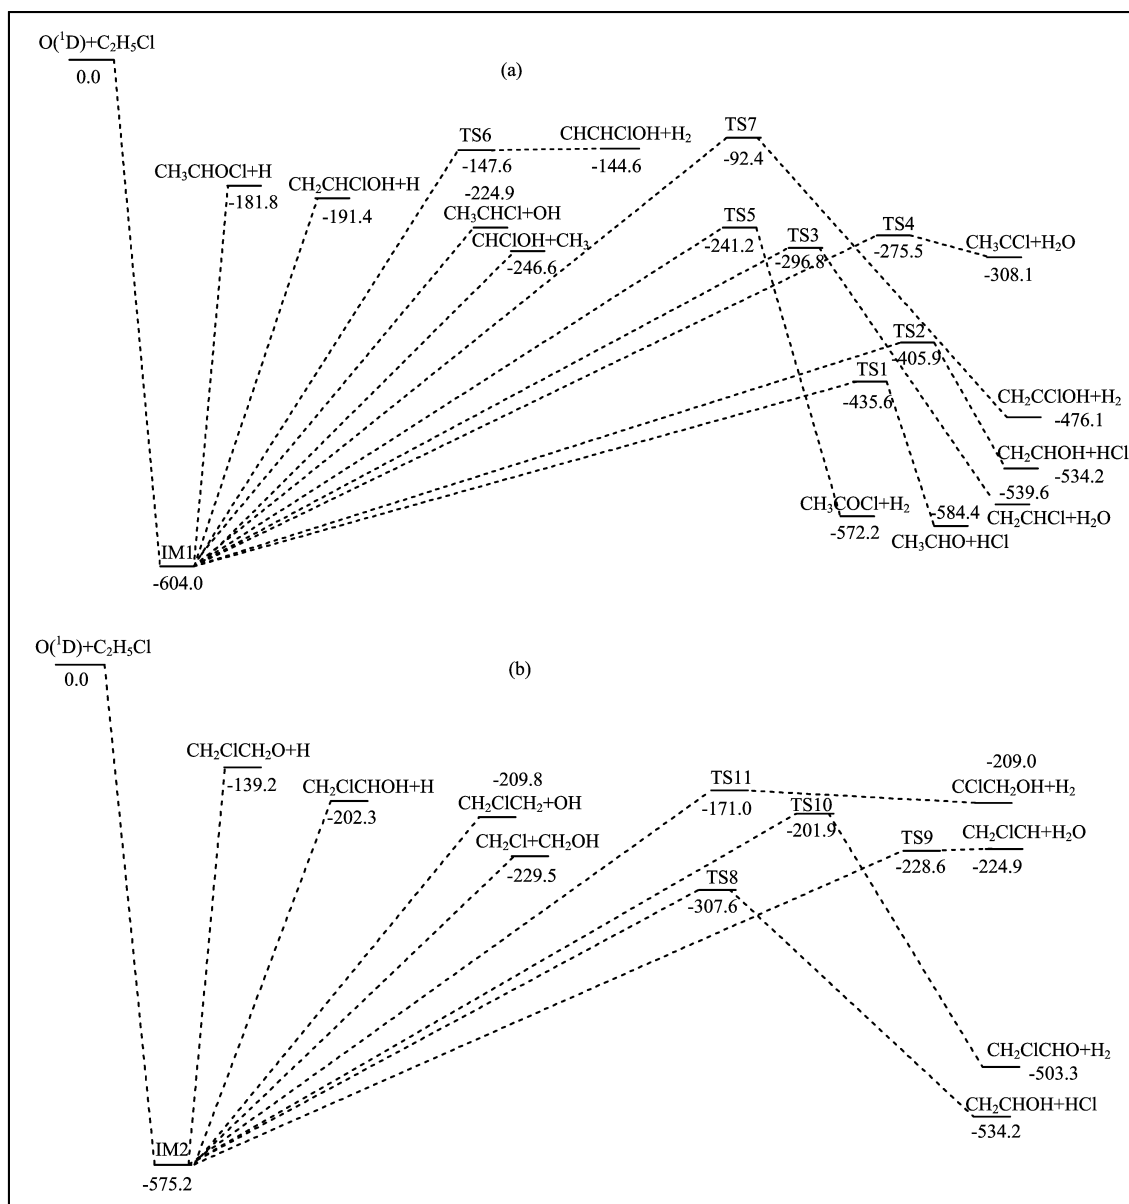 O(¹D)+C₂H₅Cl
0.0
(a)
TS6
-147.6
CHCHClOH+H₂
-144.6
TS7
-92.4
CH₃CHOCl+H
-181.8
CH₂CHClOH+H
-191.4
-224.9
CH₃CHCl+OH
CHClOH+CH₃
-246.6
TS5
-241.2
TS3
-296.8
TS4
-275.5
CH₃CCl+H₂O
-308.1
TS2
-405.9
TS1
-435.6
CH₂CClOH+H₂
-476.1
CH₂CHOH+HCl
-534.2
-539.6
CH₂CHCl+H₂O
CH₃COCl+H₂
-572.2
-584.4
CH₃CHO+HCl
IM1
-604.0
O(¹D)+C₂H₅Cl
0.0
(b)
CH₂ClCH₂O+H
-139.2
CH₂ClCHOH+H
-202.3
-209.8
CH₂ClCH₂+OH
CH₂Cl+CH₂OH
-229.5
TS11
-171.0
-209.0
CClCH₂OH+H₂
TS10
-201.9
TS9
-228.6
CH₂ClCH+H₂O
-224.9
TS8
-307.6
CH₂ClCHO+H₂
-503.3
CH₂CHOH+HCl
-534.2
IM2
-575.2